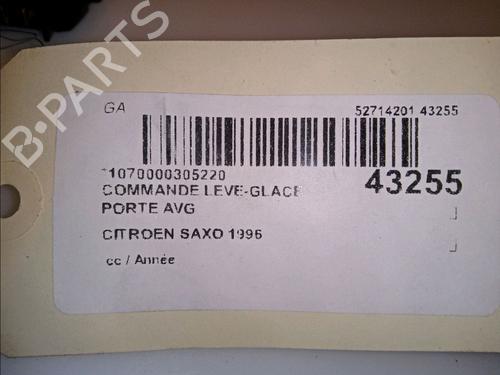 GA
52714201 43255
*1070000305220
43255
COMMANDE LEVE-GLACE
PORTE AVG
CITROEN SAXO 1996
cc / Année
B-PARTS